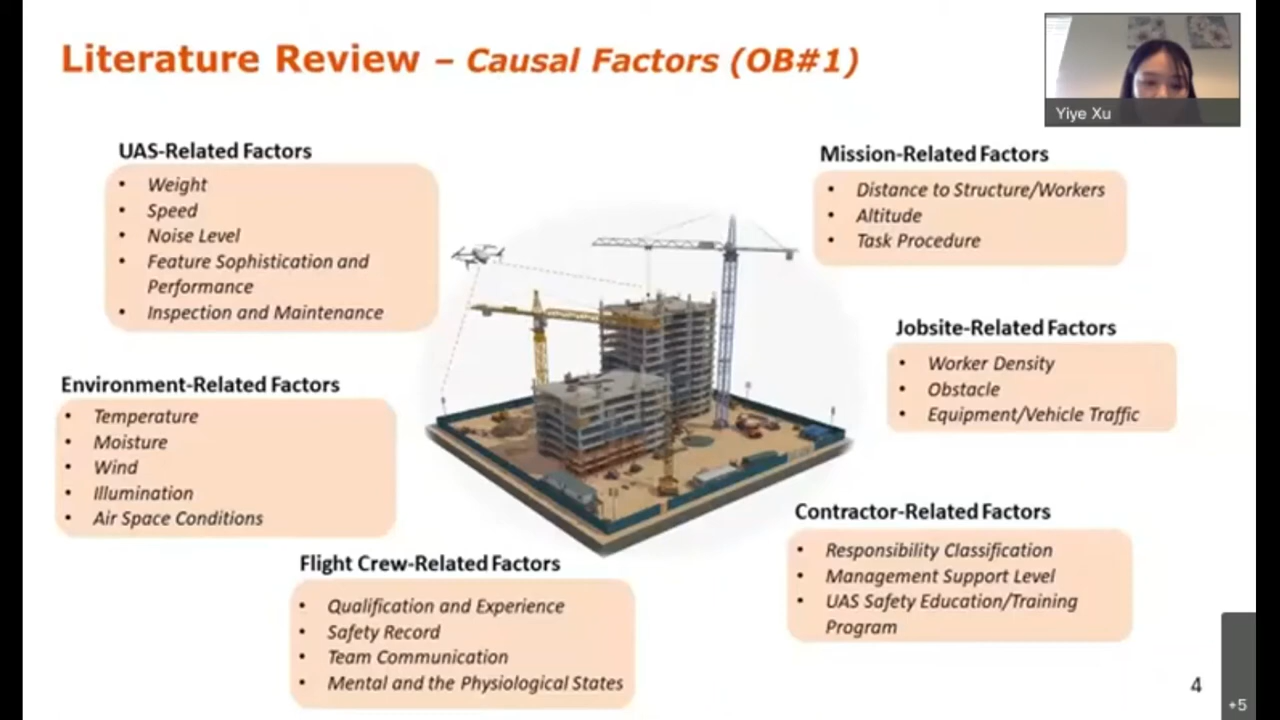 Literature Review – Causal Factors (OB#1)
Yiye Xu
UAS-Related Factors
• Weight
• Speed
• Noise Level
• Feature Sophistication and
Performance
• Inspection and Maintenance
Mission-Related Factors
• Distance to Structure/Workers
• Altitude
• Task Procedure
Jobsite-Related Factors
• Worker Density
• Obstacle
• Equipment/Vehicle Traffic
Environment-Related Factors
• Temperature
• Moisture
• Wind
• Illumination
• Air Space Conditions
Contractor-Related Factors
• Responsibility Classification
• Management Support Level
• UAS Safety Education/Training
Program
Flight Crew-Related Factors
• Qualification and Experience
• Safety Record
• Team Communication
• Mental and the Physiological States
4
+5